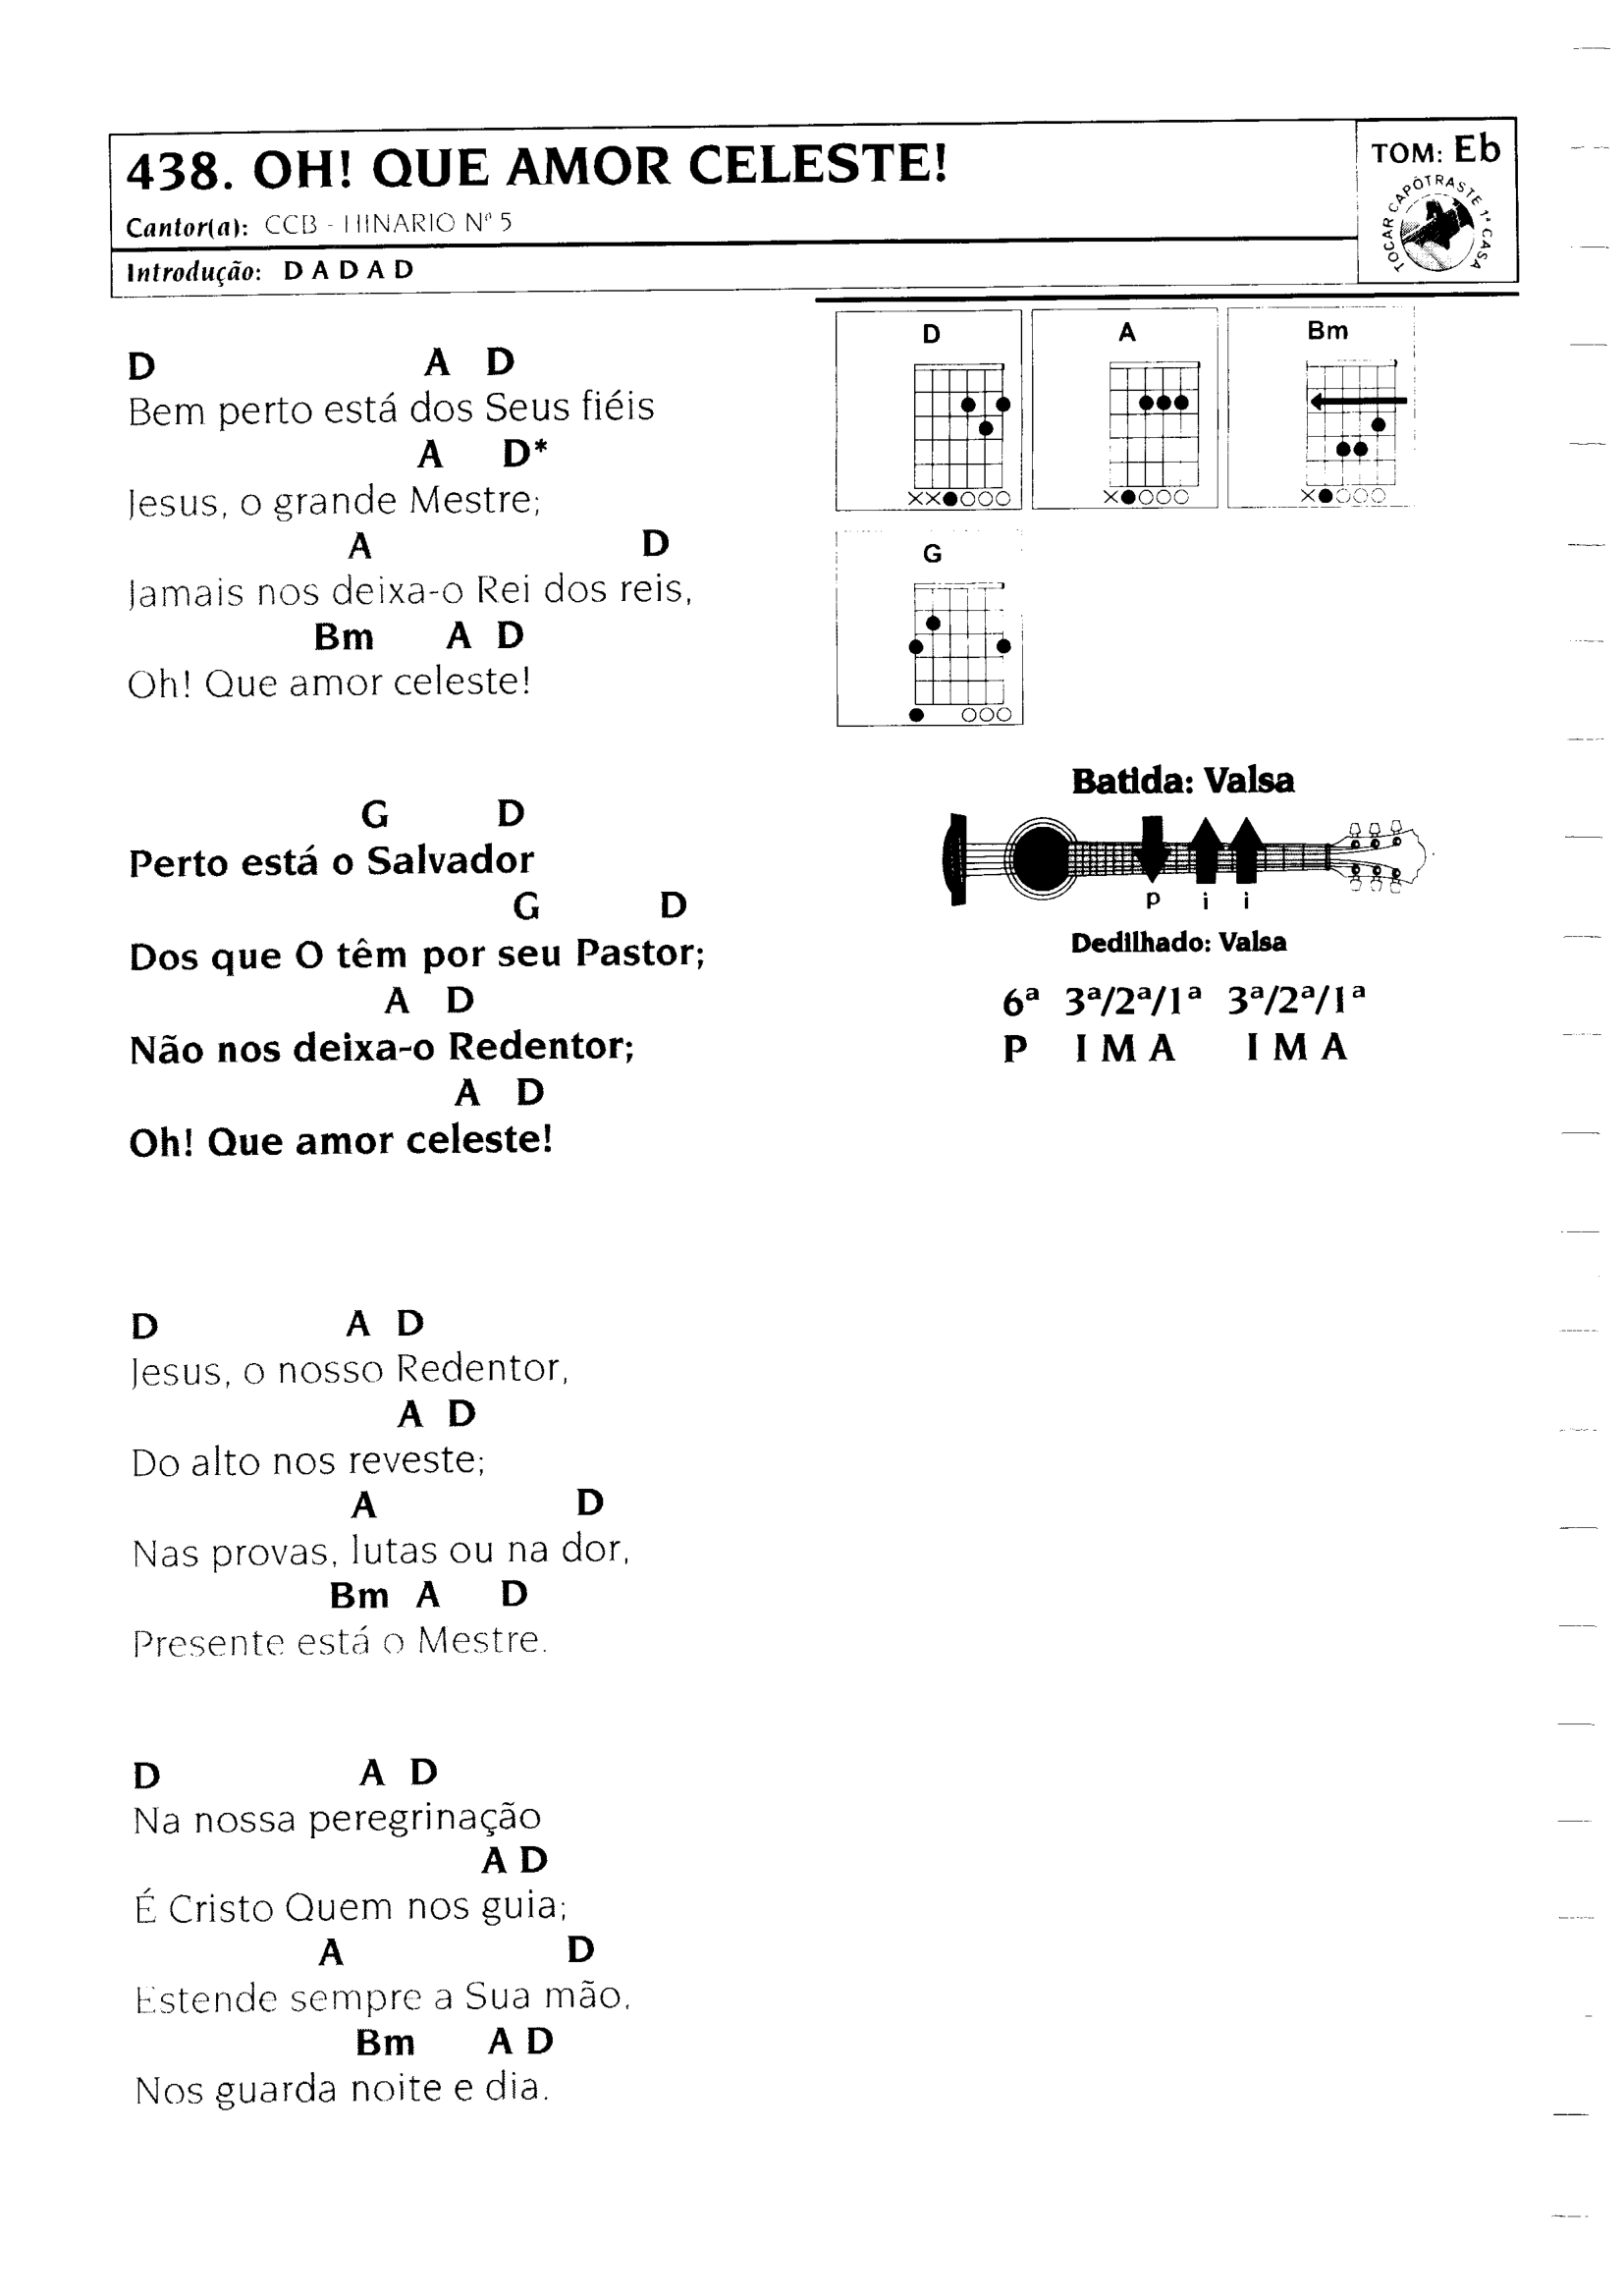 438. OH! QUE AMOR CELESTE!
TOM: Eb
Cantor(a): CCB - HINARIO Nº 5
TOCAR CAPÔTRASTE 1ª CASA
Introdução: D A D A D
D A D
Bem perto está dos Seus fiéis
A D*
Jesus, o grande Mestre;
A D
Jamais nos deixa-o Rei dos reis,
Bm A D
Oh! Que amor celeste!
G D
Perto está o Salvador
G D
Dos que O têm por seu Pastor;
A D
Não nos deixa-o Redentor;
A D
Oh! Que amor celeste!
D A D
Jesus, o nosso Redentor,
A D
Do alto nos reveste;
A D
Nas provas, lutas ou na dor,
Bm A D
Presente está o Mestre.
D A D
Na nossa peregrinação
A D
É Cristo Quem nos guia;
A D
Estende sempre a Sua mão,
Bm A D
Nos guarda noite e dia.
D A Bm
G
Batida: Valsa
p i i
Dedilhado: Valsa
6ª 3ª/2ª/1ª 3ª/2ª/1ª
P I M A I M A